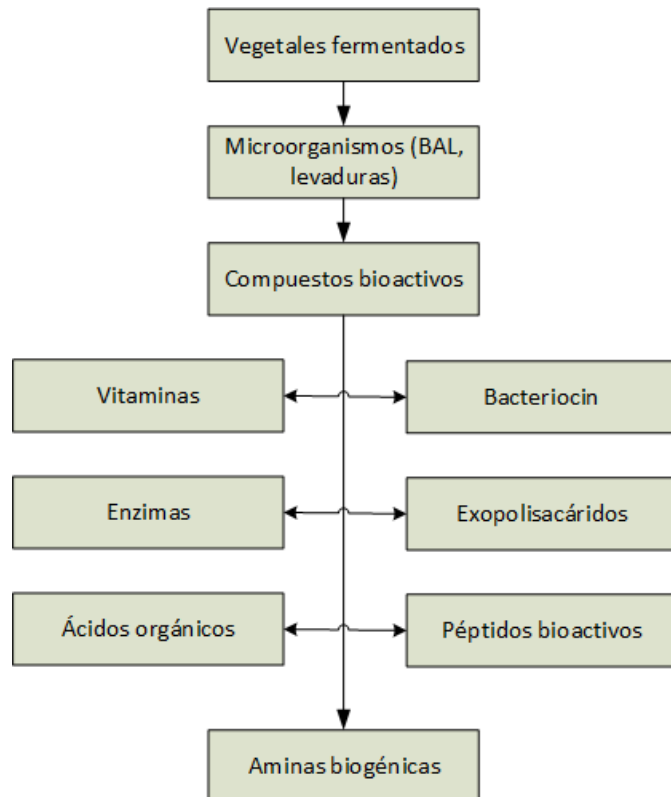 Vegetales fermentados
Microorganismos (BAL,
levaduras)
Compuestos bioactivos
Vitaminas
Bacteriocin
Enzimas
Exopolisacáridos
Ácidos orgánicos
Péptidos bioactivos
Aminas biogénicas